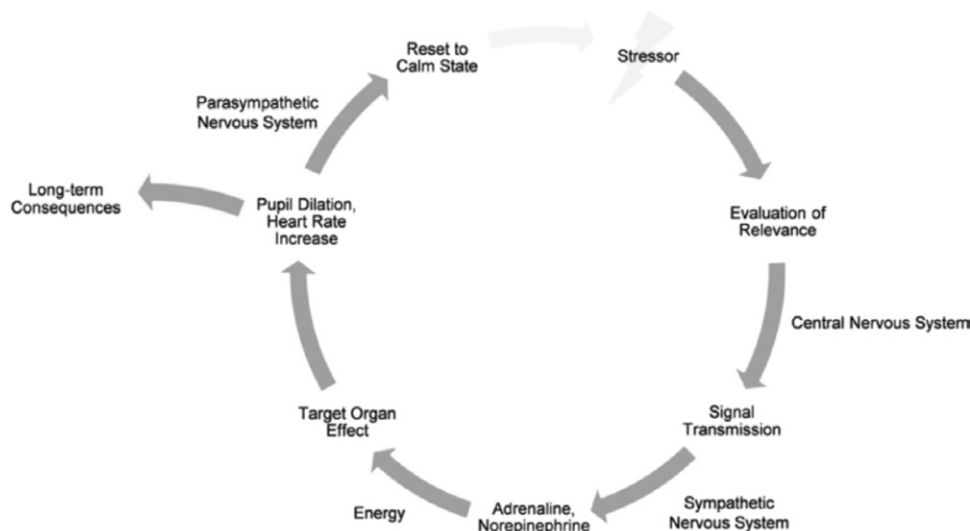 Reset to
Calm State
Stressor
Parasympathetic
Nervous System
Long-term
Consequences
Pupil Dilation,
Heart Rate
Increase
Evaluation of
Relevance
Central Nervous System
Target Organ
Effect
Signal
Transmission
Energy
Adrenaline,
Norepinephrine
Sympathetic
Nervous System